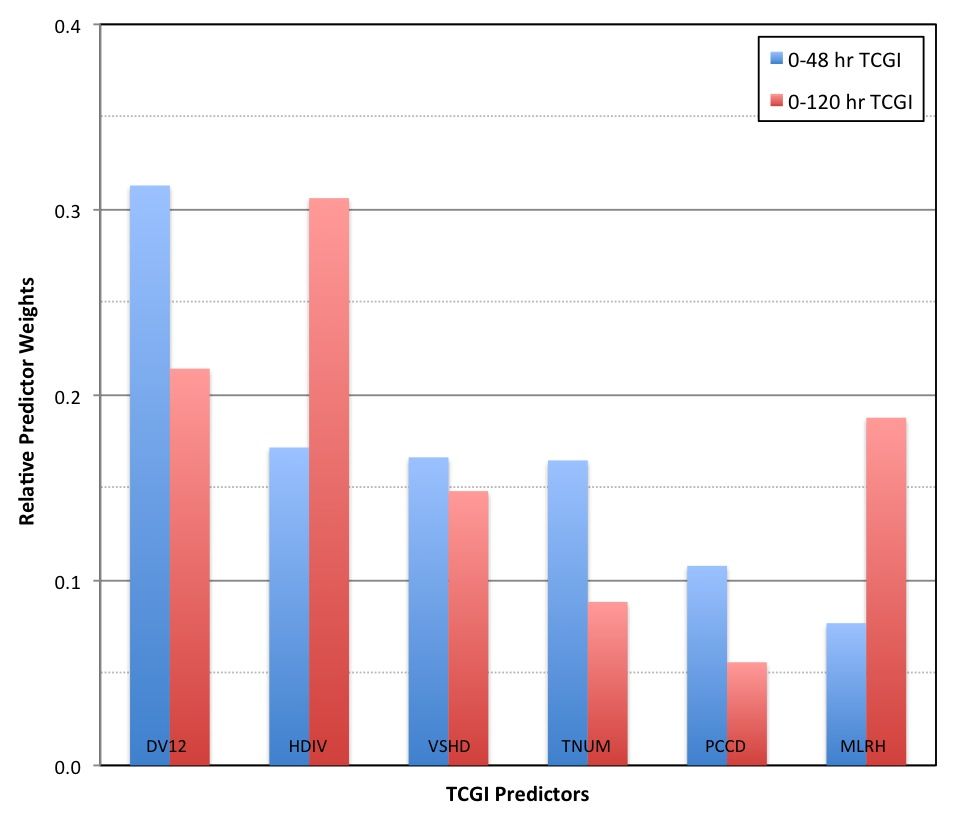 0.4
0-48 hr TCGI
0-120 hr TCGI
0.3
Relative Predictor Weights
0.2
0.1
DV12 HDIV VSHD TNUM PCCD MLRH
0.0
TCGI Predictors